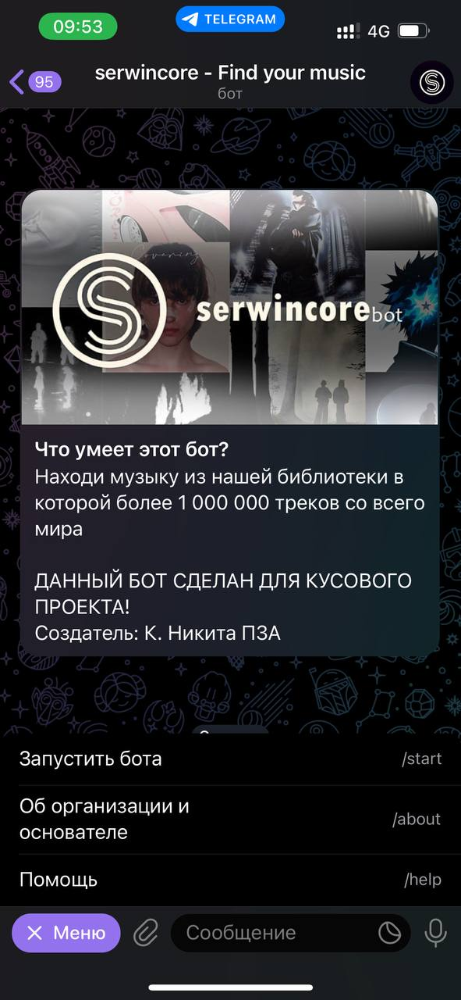 09:53
TELEGRAM
4G
95
serwincore - Find your music
бот
Covering
serwincorebot
Что умеет этот бот?
Находи музыку из нашей библиотеки в
которой более 1 000 000 треков со всего
мира
ДАННЫЙ БОТ СДЕЛАН ДЛЯ КУСОВОГО
ПРОЕКТА!
Создатель: К. Никита ПЗА
Запустить бота /start
Об организации и
основателе /about
Помощь /help
Меню
Сообщение